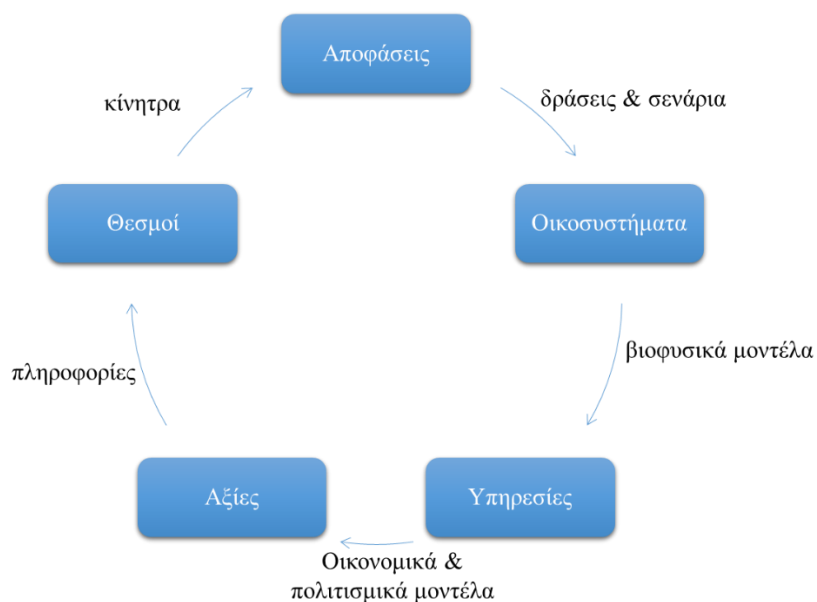 Αποφάσεις
κίνητρα
δράσεις & σενάρια
Θεσμοί
Οικοσυστήματα
βιοφυσικά μοντέλα
πληροφορίες
Αξίες
Υπηρεσίες
Οικονομικά &
πολιτισμικά μοντέλα